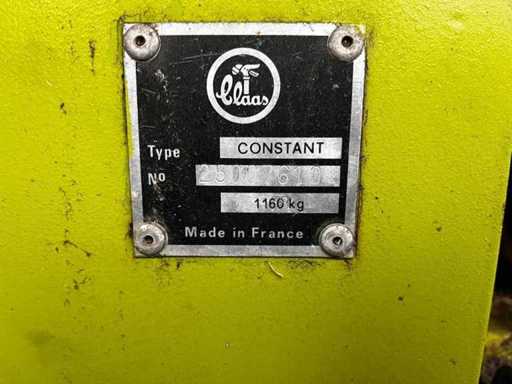 Claas
Type CONSTANT
No
1160 kg
Made in France